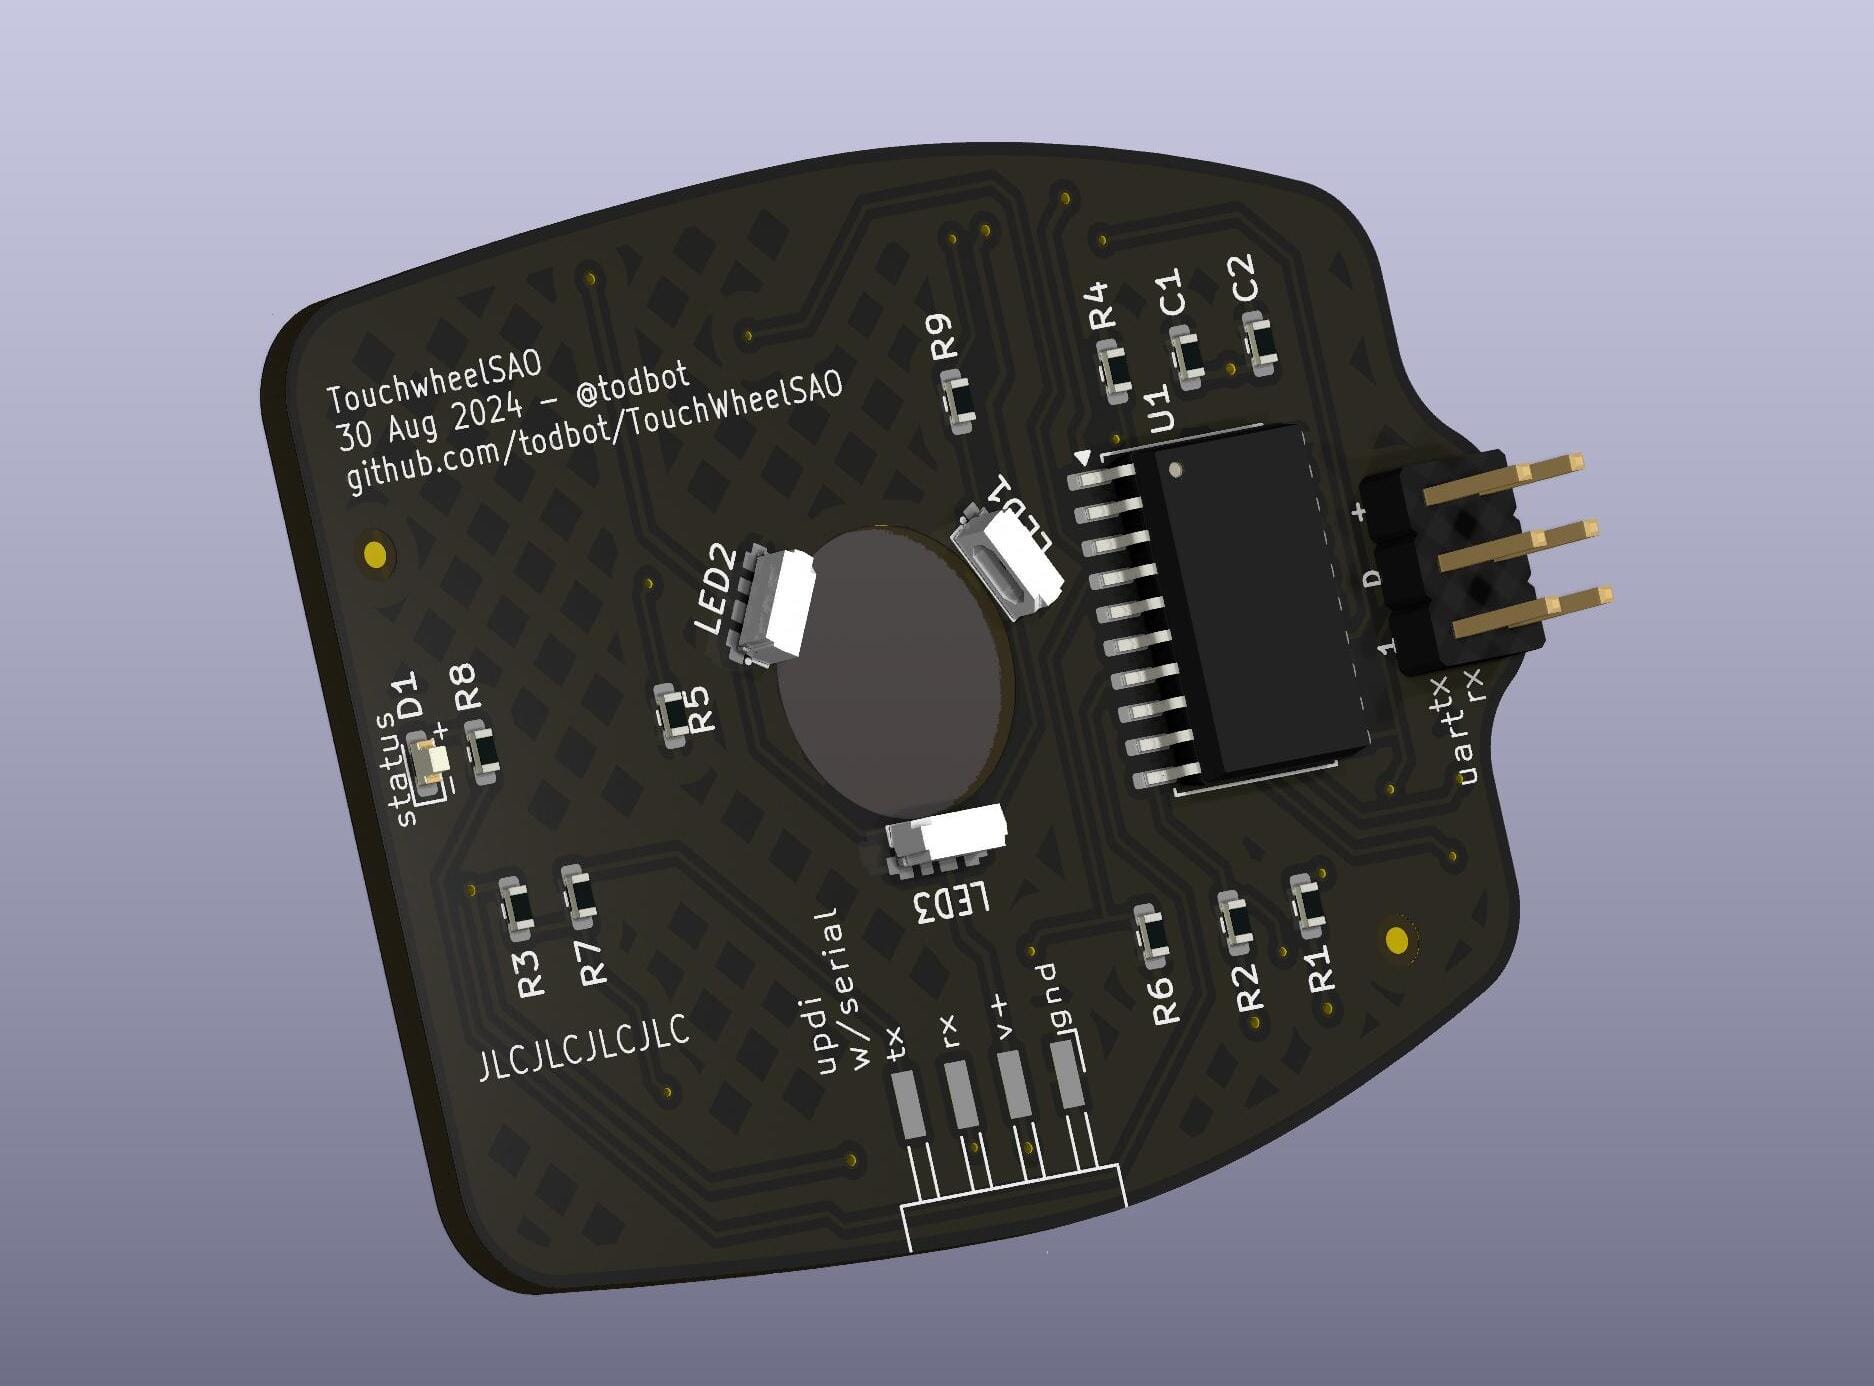 TouchwheelSAO
30 Aug 2024 - @todbot
github.com/todbot/TouchWheelSAO
R9
R4
C1
C2
U1
LED1
LED2
LED3
+
D
1
tx
rx
uart
status
D1
+
R8
R5
R3
R7
JLCJLCJLCJLC
updi
w/serial
tx
rx
v+
gnd
R6
R2
R1